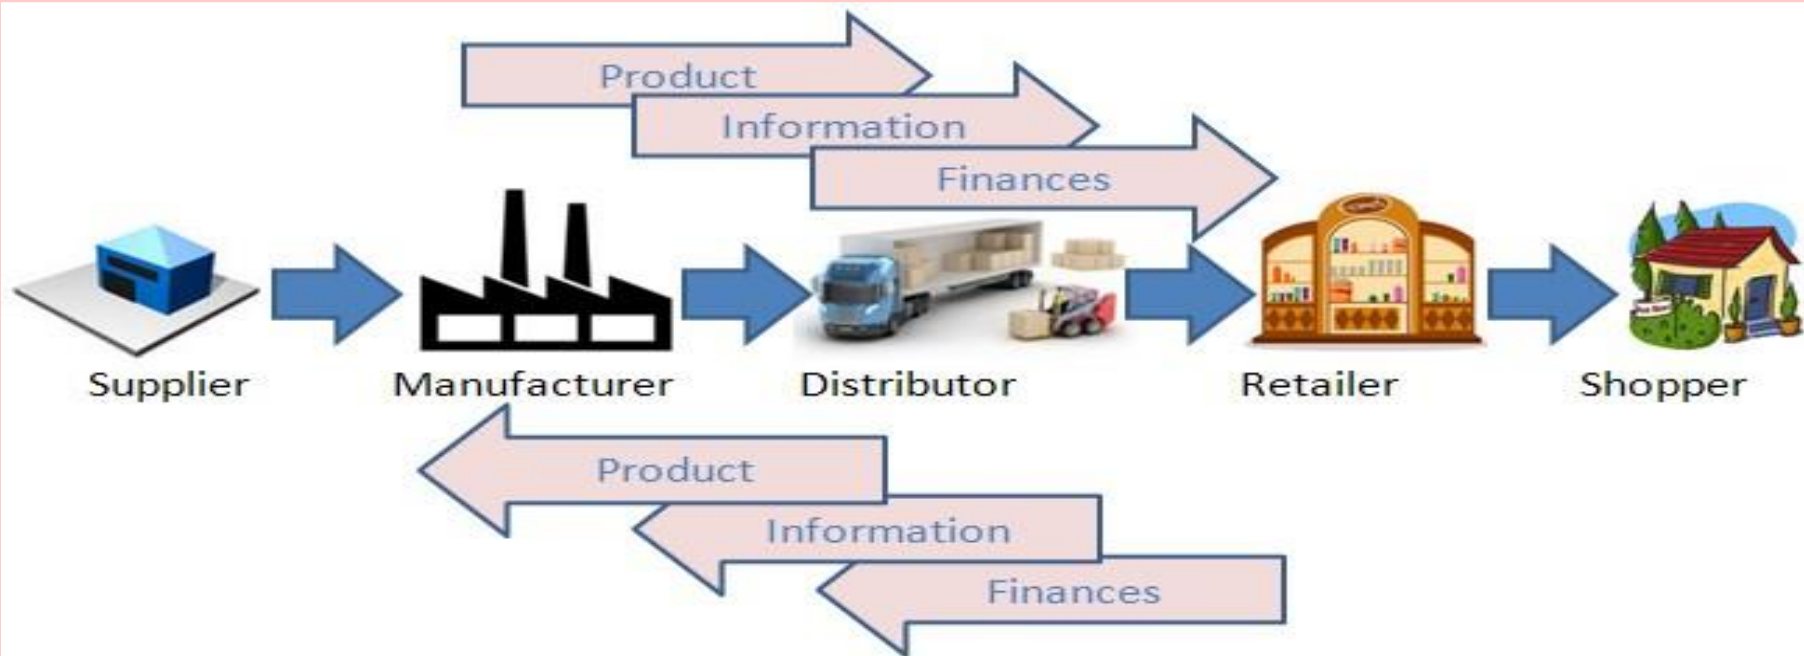 Product
Information
Finances
Supplier
Manufacturer
Distributor
Retailer
Shopper
Product
Information
Finances